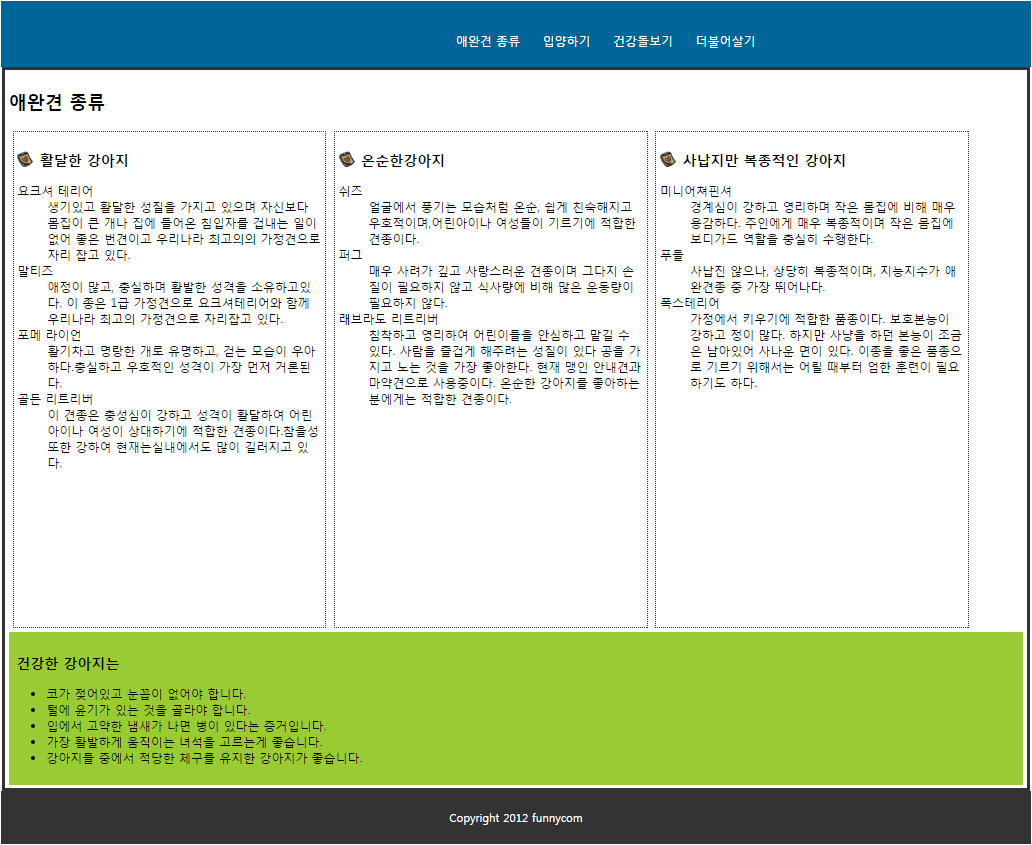 애완견 종류 입양하기 건강돌보기 더불어살기
애완견 종류
활달한 강아지
요크셔 테리어
생기있고 활달한 성질을 가지고 있으며 자신보다
몸집이 큰 개나 집에 들어온 침입자를 겁내는 일이
없어 좋은 번견이고 우리나라 최고의의 가정견으로
자리 잡고 있다.
말티즈
애정이 많고, 충실하며 활발한 성격을 소유하고있
다. 이 종은 1급 가정견으로 요크셔테리어와 함께
우리나라 최고의 가정견으로 자리잡고 있다.
포메 라이언
활기차고 명랑한 개로 유명하고, 걷는 모습이 우아
하다.충실하고 우호적인 성격이 가장 먼저 거론된
다.
골든 리트리버
이 견종은 충성심이 강하고 성격이 활달하여 어린
아이나 여성이 상대하기에 적합한 견종이다.참을성
또한 강하여 현재는실내에서도 많이 길러지고 있
다.
온순한강아지
쉬즈
얼굴에서 풍기는 모습처럼 온순, 쉽게 친숙해지고
우호적이며,어린아이나 여성들이 기르기에 적합한
견종이다.
퍼그
매우 사려가 깊고 사랑스러운 견종이며 그다지 손
질이 필요하지 않고 식사량에 비해 많은 운동량이
필요하지 않다.
래브라도 리트리버
침착하고 영리하여 어린이들을 안심하고 맡길 수
있다. 사람을 즐겁게 해주려는 성질이 있다 공을 가
지고 노는 것을 가장 좋아한다. 현재 맹인 안내견과
마약견으로 사용중이다. 온순한 강아지를 좋아하는
분에게는 적합한 견종이다.
사납지만 복종적인 강아지
미니어쳐핀셔
경계심이 강하고 영리하며 작은 몸집에 비해 매우
용감하다. 주인에게 매우 복종적이며 작은 몸집에
보디가드 역할을 충실히 수행한다.
푸들
사납진 않으나, 상당히 복종적이며, 지능지수가 애
완견종 중 가장 뛰어나다.
폭스테리어
가정에서 키우기에 적합한 품종이다. 보호본능이
강하고 정이 많다. 하지만 사냥을 하던 본능이 조금
은 남아있어 사나운 면이 있다. 이종을 좋은 품종으
로 기르기 위해서는 어릴 때부터 엄한 훈련이 필요
하기도 하다.
건강한 강아지는
• 코가 젖어있고 눈꼽이 없어야 합니다.
• 털에 윤기가 있는 것을 골라야 합니다.
• 입에서 고약한 냄새가 나면 병이 있다는 증거입니다.
• 가장 활발하게 움직이는 녀석을 고르는게 좋습니다.
• 강아지들 중에서 적당한 체구를 유지한 강아지가 좋습니다.
Copyright 2012 funnycom